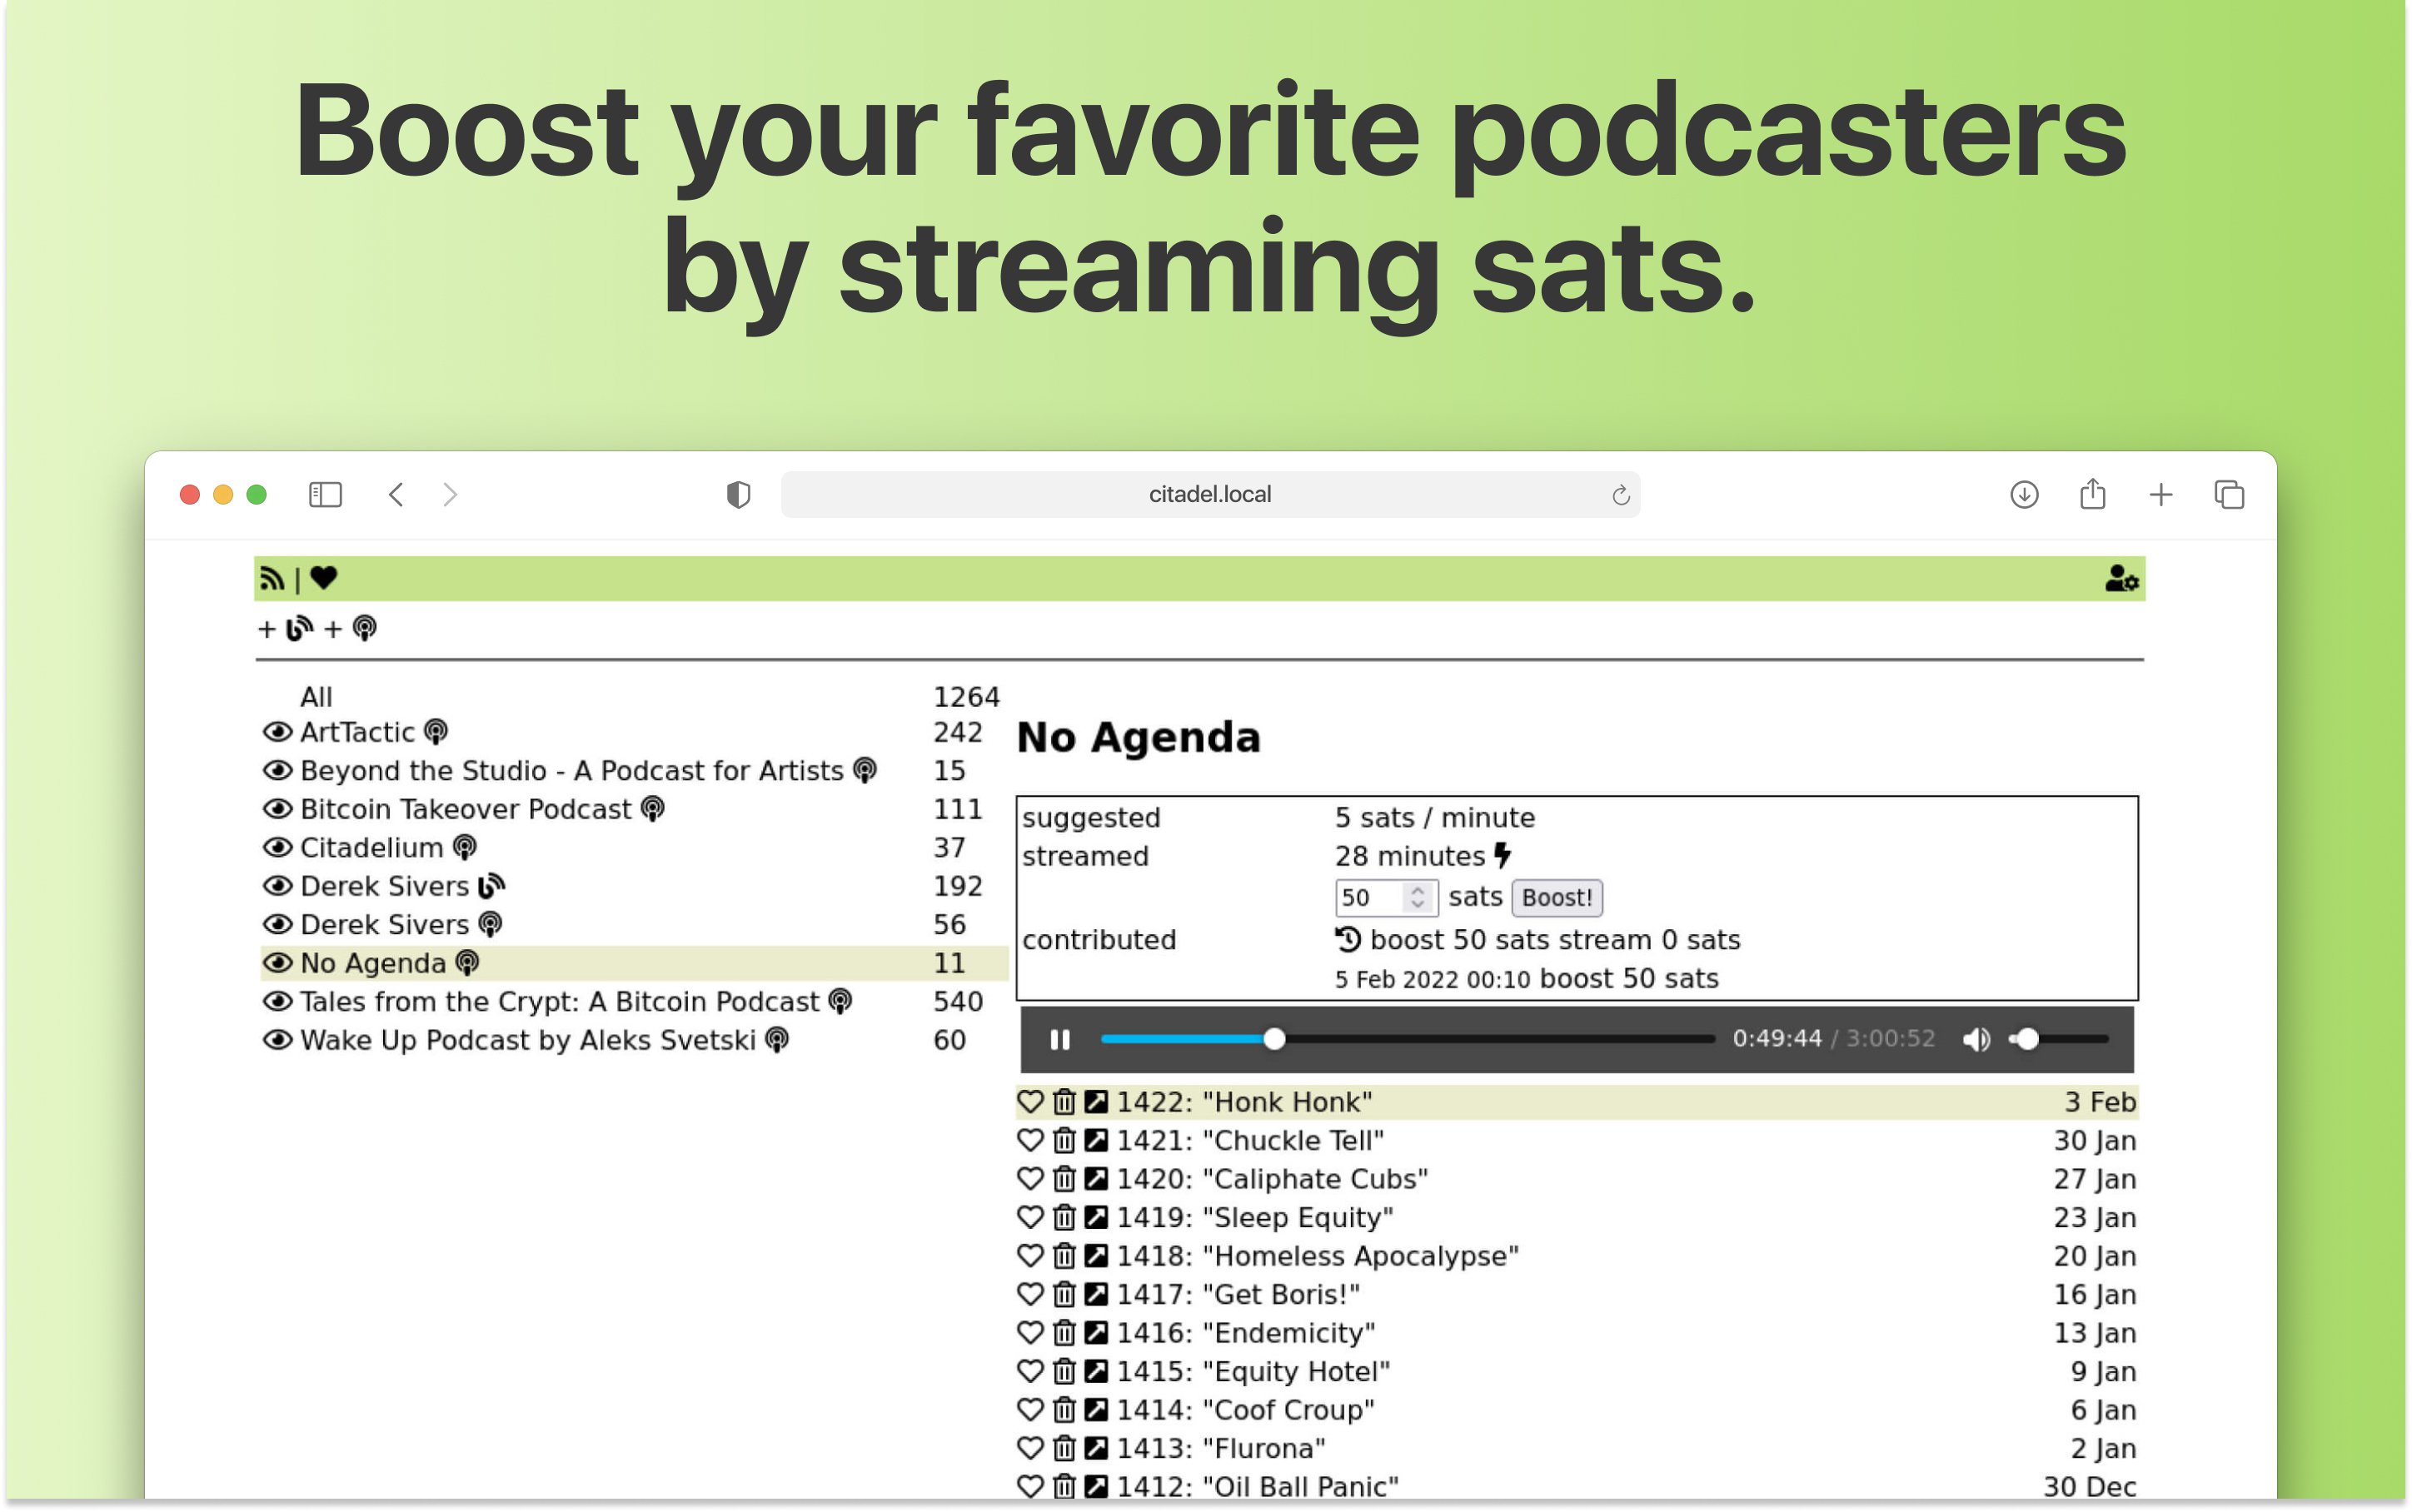 Boost your favorite podcasters
by streaming sats.
citadel.local
|
+ +
All 1264
ArtTactic 242
Beyond the Studio - A Podcast for Artists 15
Bitcoin Takeover Podcast 111
Citadelium 37
Derek Sivers 192
Derek Sivers 56
No Agenda 11
Tales from the Crypt: A Bitcoin Podcast 540
Wake Up Podcast by Aleks Svetski 60
No Agenda
suggested 5 sats / minute
streamed 28 minutes
50 sats Boost!
contributed boost 50 sats stream 0 sats
5 Feb 2022 00:10 boost 50 sats
0:49:44 / 3:00:52
1422: "Honk Honk" 3 Feb
1421: "Chuckle Tell" 30 Jan
1420: "Caliphate Cubs" 27 Jan
1419: "Sleep Equity" 23 Jan
1418: "Homeless Apocalypse" 20 Jan
1417: "Get Boris!" 16 Jan
1416: "Endemicity" 13 Jan
1415: "Equity Hotel" 9 Jan
1414: "Coof Croup" 6 Jan
1413: "Flurona" 2 Jan
1412: "Oil Ball Panic" 30 Dec